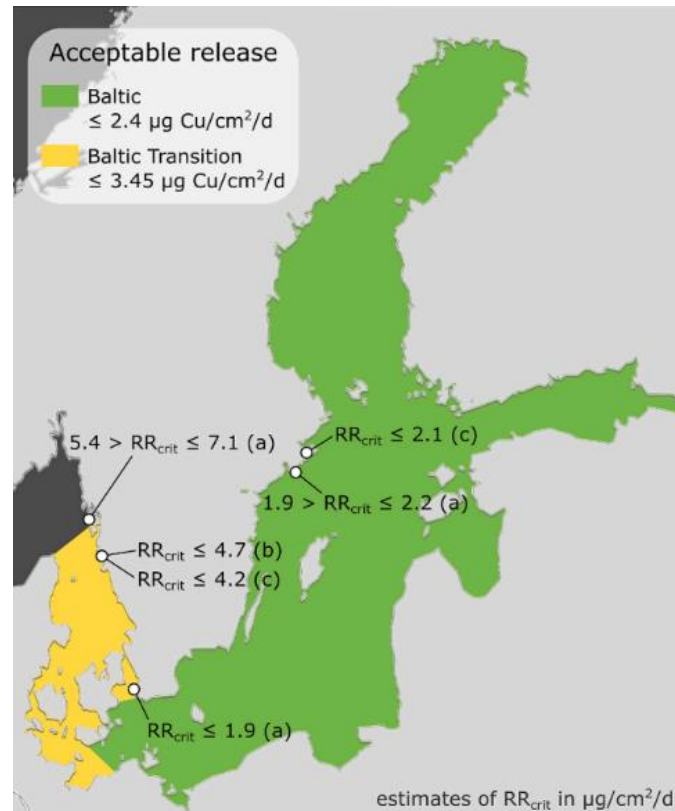 Acceptable release
Baltic
≤ 2.4 µg Cu/cm²/d
Baltic Transition
≤ 3.45 µg Cu/cm²/d
5.4 > RRcrit ≤ 7.1 (a)
RRcrit ≤ 2.1 (c)
1.9 > RRcrit ≤ 2.2 (a)
RRcrit ≤ 4.7 (b)
RRcrit ≤ 4.2 (c)
RRcrit ≤ 1.9 (a)
estimates of RRcrit in µg/cm²/d